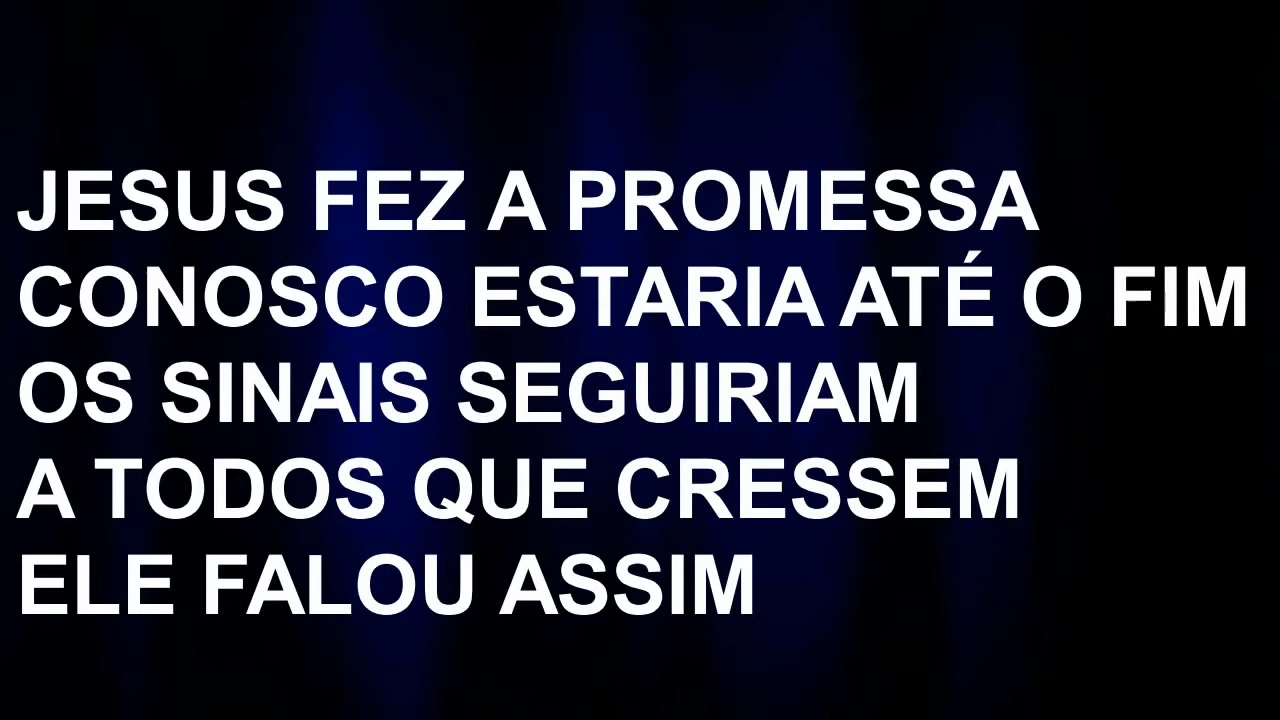 JESUS FEZ A PROMESSA
CONOSCO ESTARIA ATÉ O FIM
OS SINAIS SEGUIRIAM
A TODOS QUE CRESSEM
ELE FALOU ASSIM